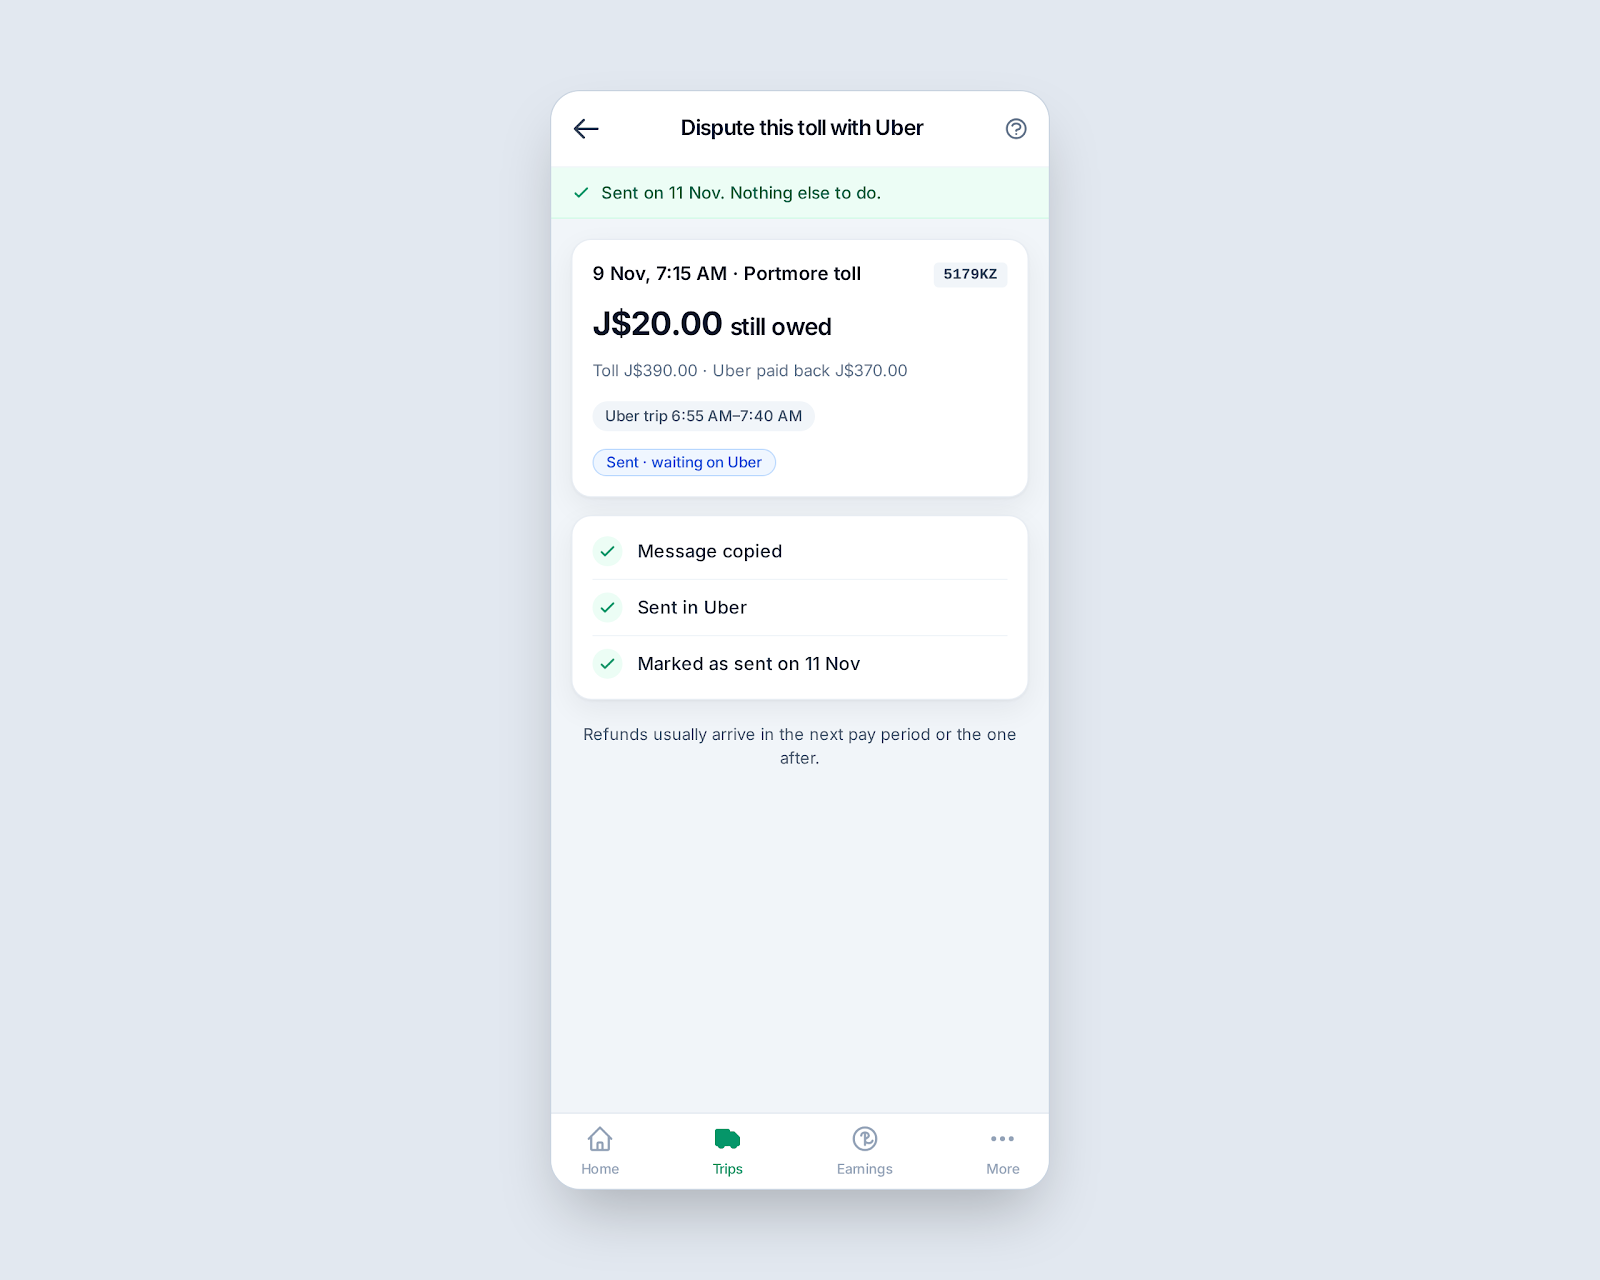 Dispute this toll with Uber
Sent on 11 Nov. Nothing else to do.
9 Nov, 7:15 AM · Portmore toll
5179KZ
J$20.00 still owed
Toll J$390.00 · Uber paid back J$370.00
Uber trip 6:55 AM–7:40 AM
Sent · waiting on Uber
Message copied
Sent in Uber
Marked as sent on 11 Nov
Refunds usually arrive in the next pay period or the one
after.
Home
Trips
Earnings
More